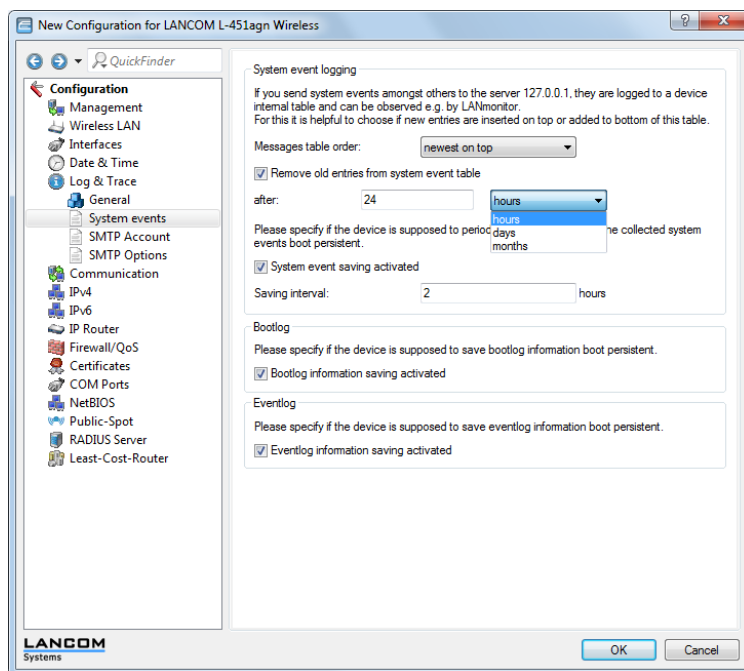 New Configuration for LANCOM L-451agn Wireless
QuickFinder
Configuration
Management
Wireless LAN
Interfaces
Date & Time
Log & Trace
General
System events
SMTP Account
SMTP Options
Communication
IPv4
IPv6
IP Router
Firewall/QoS
Certificates
COM Ports
NetBIOS
Public-Spot
RADIUS Server
Least-Cost-Router
System event logging
If you send system events amongst others to the server 127.0.0.1, they are logged to a device
internal table and can be observed e.g. by LANmonitor.
For this it is helpful to choose if new entries are inserted on top or added to bottom of this table.
Messages table order: newest on top
Remove old entries from system event table
after: 24 hours
hours
days
months
Please specify if the device is supposed to period he collected system
events boot persistent.
System event saving activated
Saving interval: 2 hours
Bootlog
Please specify if the device is supposed to save bootlog information boot persistent.
Bootlog information saving activated
Eventlog
Please specify if the device is supposed to save eventlog information boot persistent.
Eventlog information saving activated
LANCOM
Systems
OK Cancel